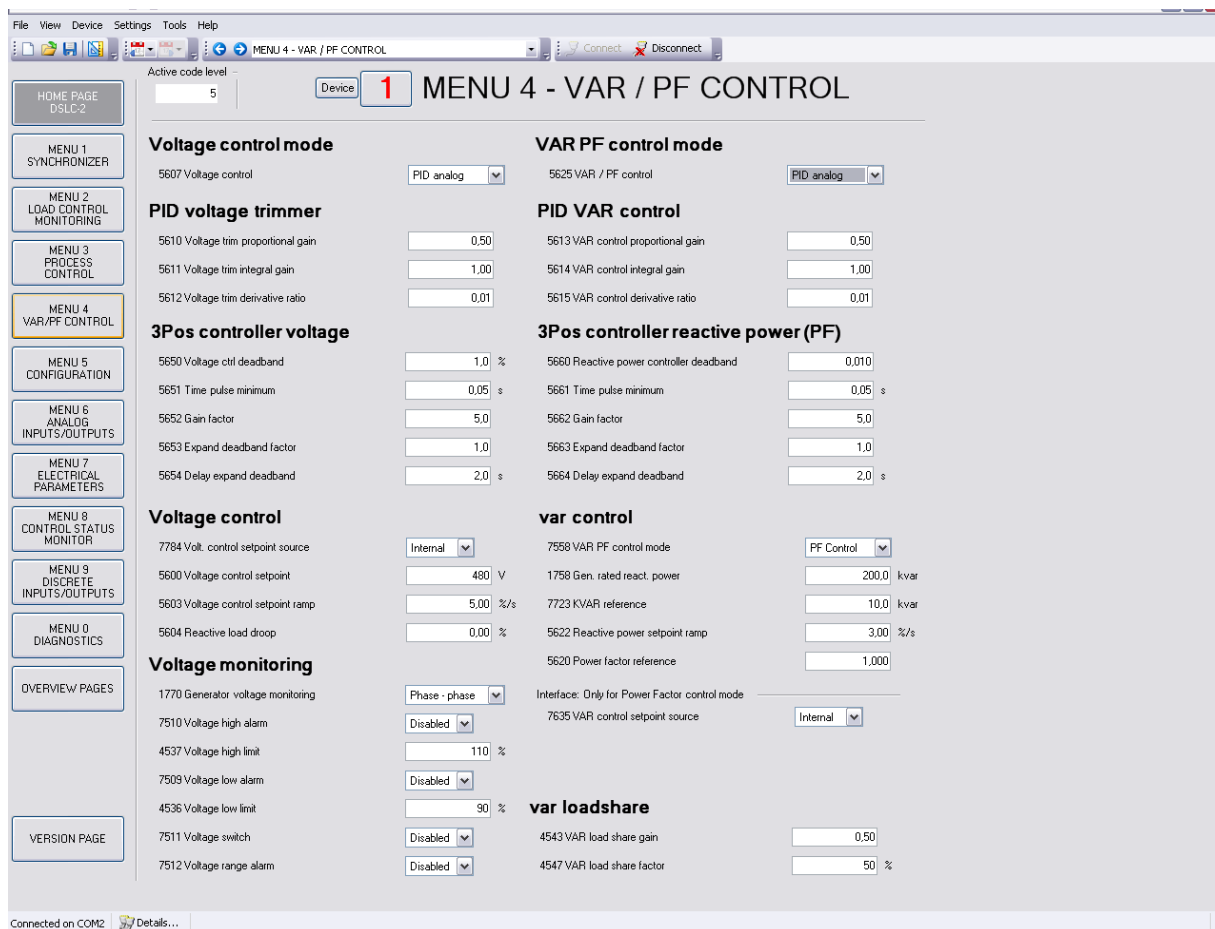 File View Device Settings Tools Help
MENU 4 - VAR / PF CONTROL Connect Disconnect
Active code level
5
Device 1 MENU 4 - VAR / PF CONTROL
HOME PAGE
DSLC-2
MENU 1
SYNCHRONIZER
MENU 2
LOAD CONTROL
MONITORING
MENU 3
PROCESS
CONTROL
MENU 4
VAR/PF CONTROL
MENU 5
CONFIGURATION
MENU 6
ANALOG
INPUTS/OUTPUTS
MENU 7
ELECTRICAL
PARAMETERS
MENU 8
CONTROL STATUS
MONITOR
MENU 9
DISCRETE
INPUTS/OUTPUTS
MENU 0
DIAGNOSTICS
OVERVIEW PAGES
VERSION PAGE
Voltage control mode
5607 Voltage control PID analog
PID voltage trimmer
5610 Voltage trim proportional gain 0,50
5611 Voltage trim integral gain 1,00
5612 Voltage trim derivative ratio 0,01
3Pos controller voltage
5650 Voltage ctrl deadband 1,0 %
5651 Time pulse minimum 0,05 s
5652 Gain factor 5,0
5653 Expand deadband factor 1,0
5654 Delay expand deadband 2,0 s
Voltage control
7784 Volt. control setpoint source Internal
5600 Voltage control setpoint 480 V
5603 Voltage control setpoint ramp 5,00 %/s
5604 Reactive load droop 0,00 %
Voltage monitoring
1770 Generator voltage monitoring Phase - phase
7510 Voltage high alarm Disabled
4537 Voltage high limit 110 %
7509 Voltage low alarm Disabled
4536 Voltage low limit 90 %
7511 Voltage switch Disabled
7512 Voltage range alarm Disabled
VAR PF control mode
5625 VAR / PF control PID analog
PID VAR control
5613 VAR control proportional gain 0,50
5614 VAR control integral gain 1,00
5615 VAR control derivative ratio 0,01
3Pos controller reactive power (PF)
5660 Reactive power controller deadband 0,010
5661 Time pulse minimum 0,05 s
5662 Gain factor 5,0
5663 Expand deadband factor 1,0
5664 Delay expand deadband 2,0 s
var control
7558 VAR PF control mode PF Control
1758 Gen. rated react. power 200,0 kvar
7723 KVAR reference 10,0 kvar
5622 Reactive power setpoint ramp 3,00 %/s
5620 Power factor reference 1,000
Interface: Only for Power Factor control mode
7635 VAR control setpoint source Internal
var loadshare
4543 VAR load share gain 0,50
4547 VAR load share factor 50 %
Connected on COM2 Details...